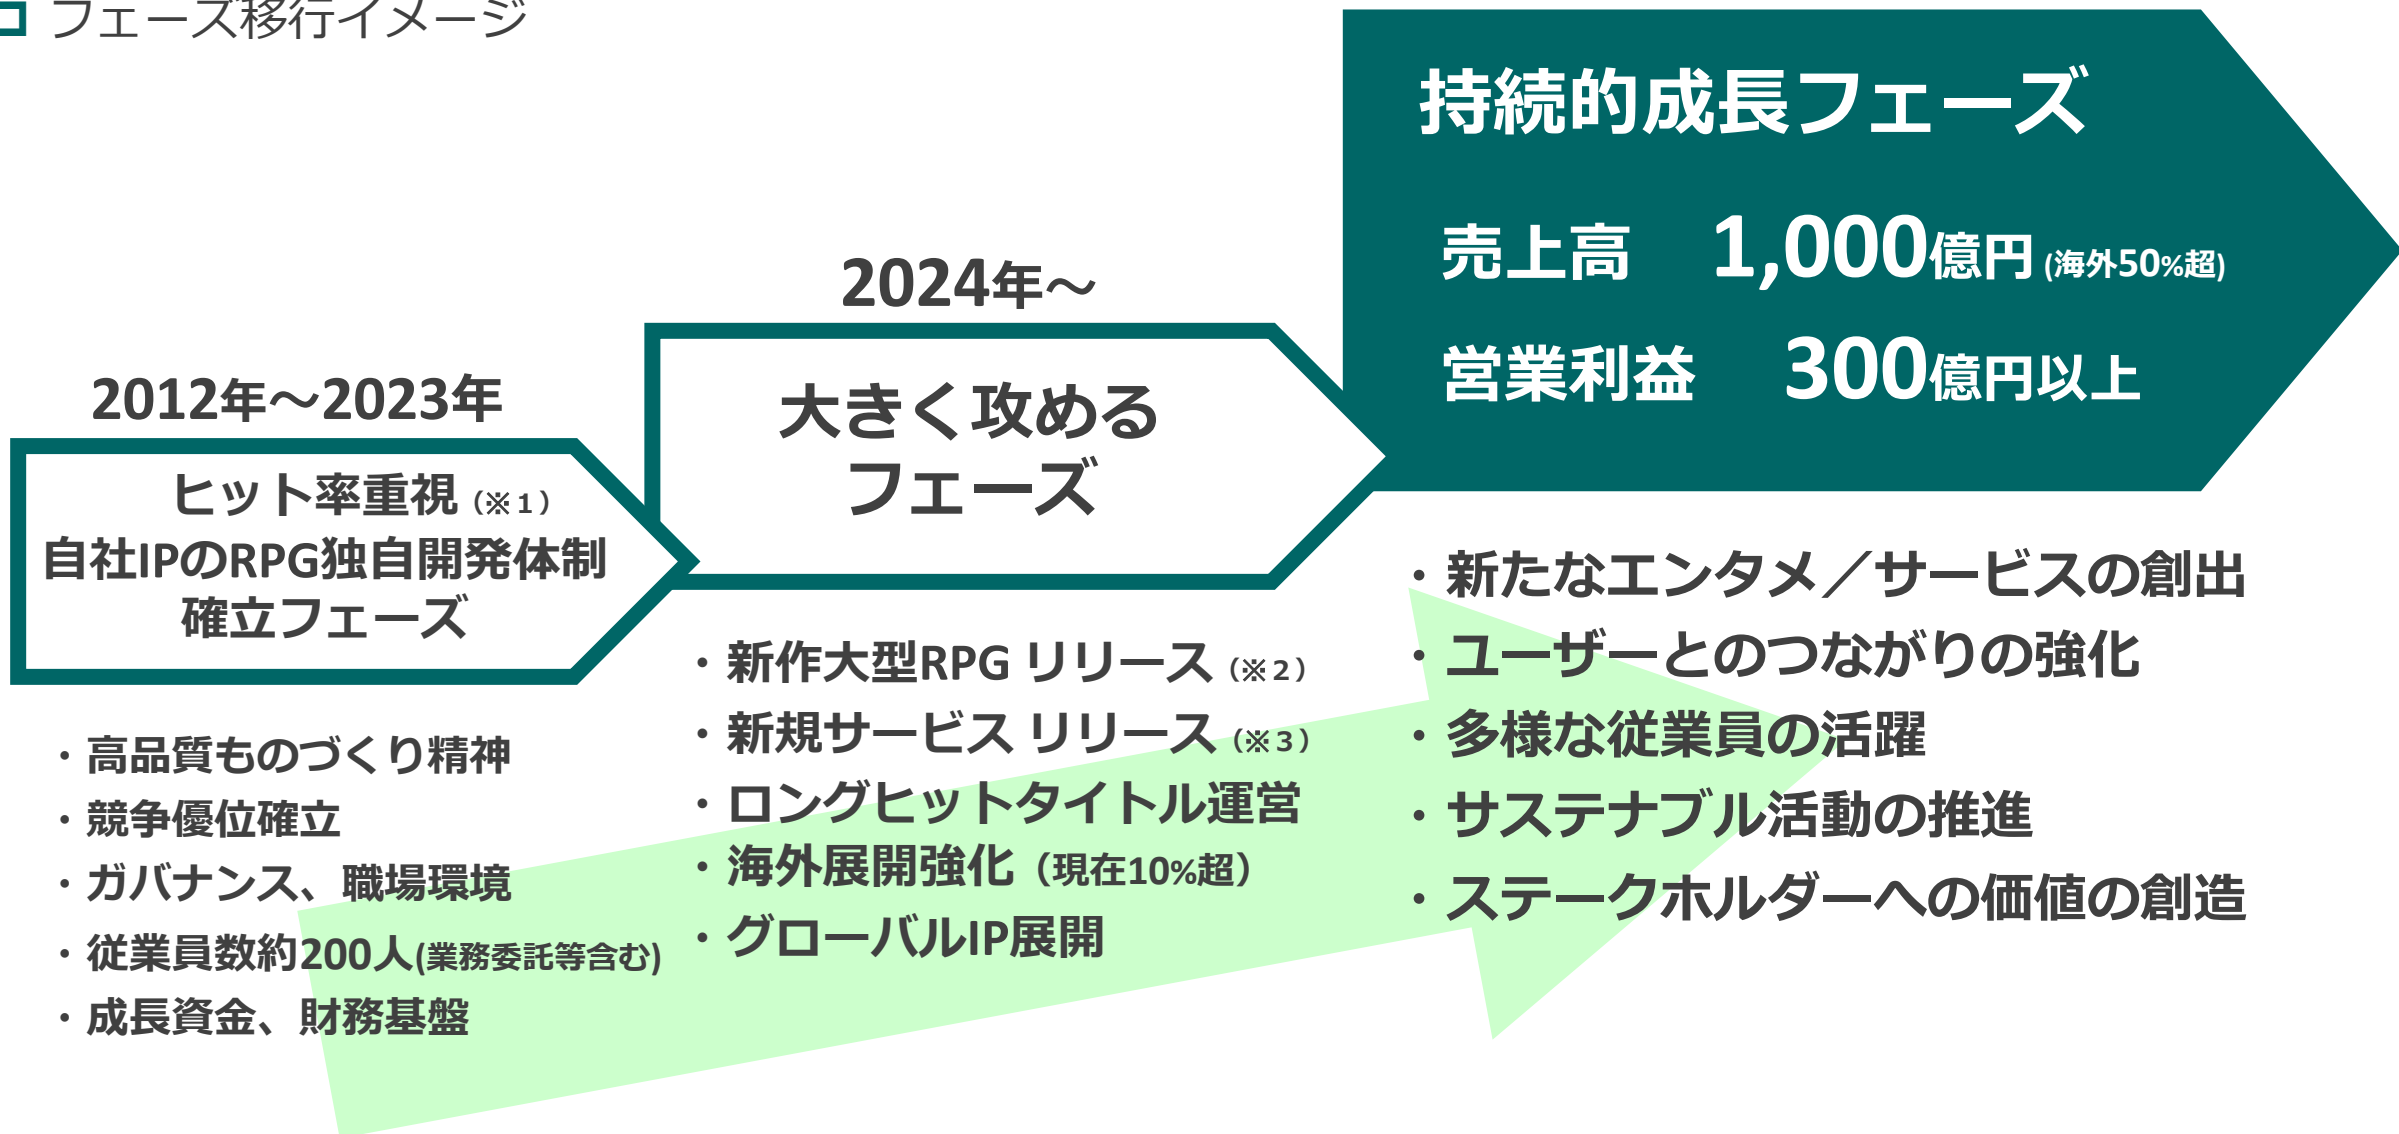 フェーズ移行イメージ
2012年～2023年
ヒット率重視（※１）
自社IPのRPG独自開発体制
確立フェーズ
・高品質ものづくり精神
・競争優位確立
・ガバナンス、職場環境
・従業員数約200人(業務委託等含む)
・成長資金、財務基盤
2024年～
大きく攻める
フェーズ
・新作大型RPG リリース（※２）
・新規サービス リリース（※３）
・ロングヒットタイトル運営
・海外展開強化（現在10%超）
・グローバルIP展開
持続的成長フェーズ
売上高 1,000億円 (海外50%超)
営業利益 300億円以上
・新たなエンタメ／サービスの創出
・ユーザーとのつながりの強化
・多様な従業員の活躍
・サステナブル活動の推進
・ステークホルダーへの価値の創造